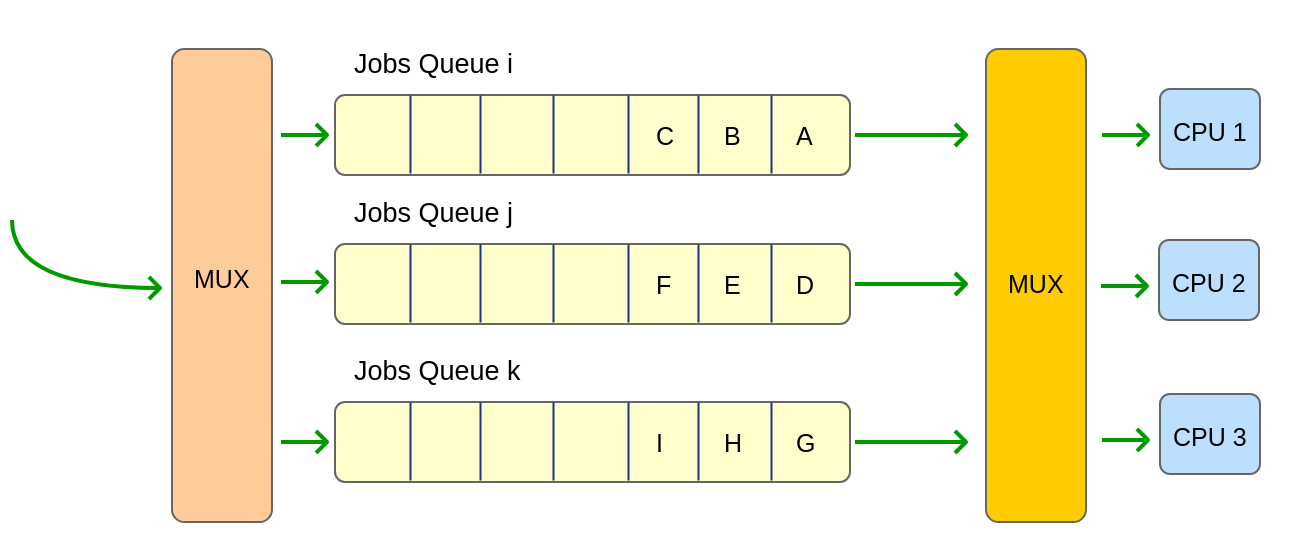 Jobs Queue i
C B A
CPU 1
Jobs Queue j
MUX
F E D
MUX
CPU 2
Jobs Queue k
I H G
CPU 3